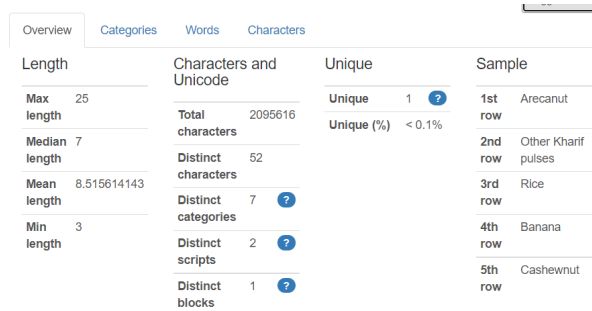 Overview Categories Words Characters
Length
Max length 25
Median length 7
Mean length 8.515614143
Min length 3
Characters and Unicode
Total characters 2095616
Distinct characters 52
Distinct categories 7 ?
Distinct scripts 2 ?
Distinct blocks 1 ?
Unique
Unique 1 ?
Unique (%) < 0.1%
Sample
1st row Arecanut
2nd row Other Kharif pulses
3rd row Rice
4th row Banana
5th row Cashewnut